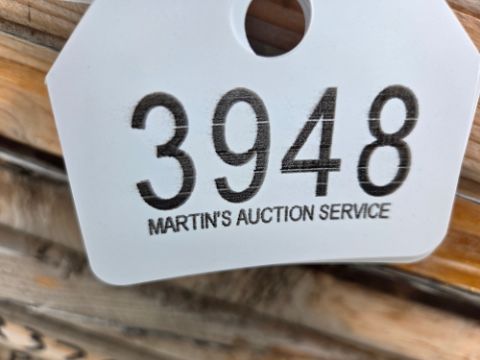 3948
MARTIN'S AUCTION SERVICE